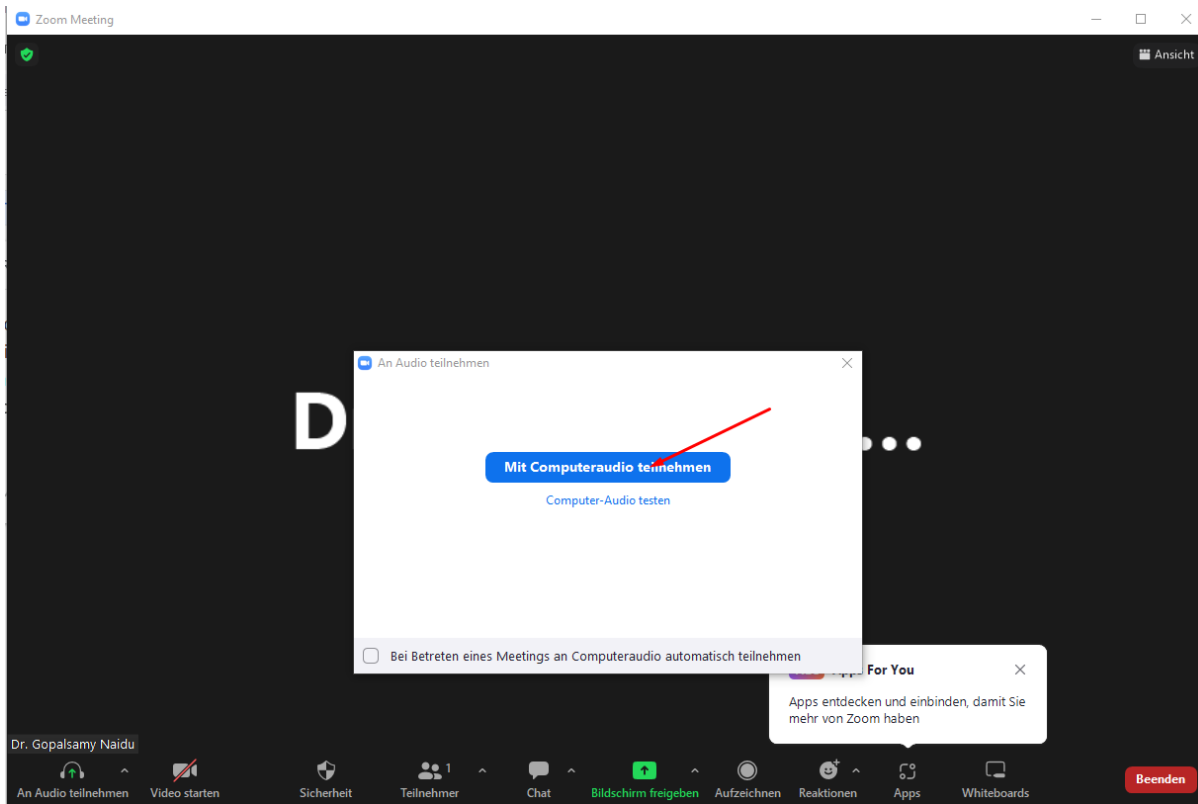 Zoom Meeting
Ansicht
An Audio teilnehmen
Mit Computeraudio teilnehmen
Computer-Audio testen
Bei Betreten eines Meetings an Computeraudio automatisch teilnehmen
For You
Apps entdecken und einbinden, damit Sie
mehr von Zoom haben
Dr. Gopalsamy Naidu
1
An Audio teilnehmen
Video starten
Sicherheit
Teilnehmer
Chat
Bildschirm freigeben
Aufzeichnen
Reaktionen
Apps
Whiteboards
Beenden